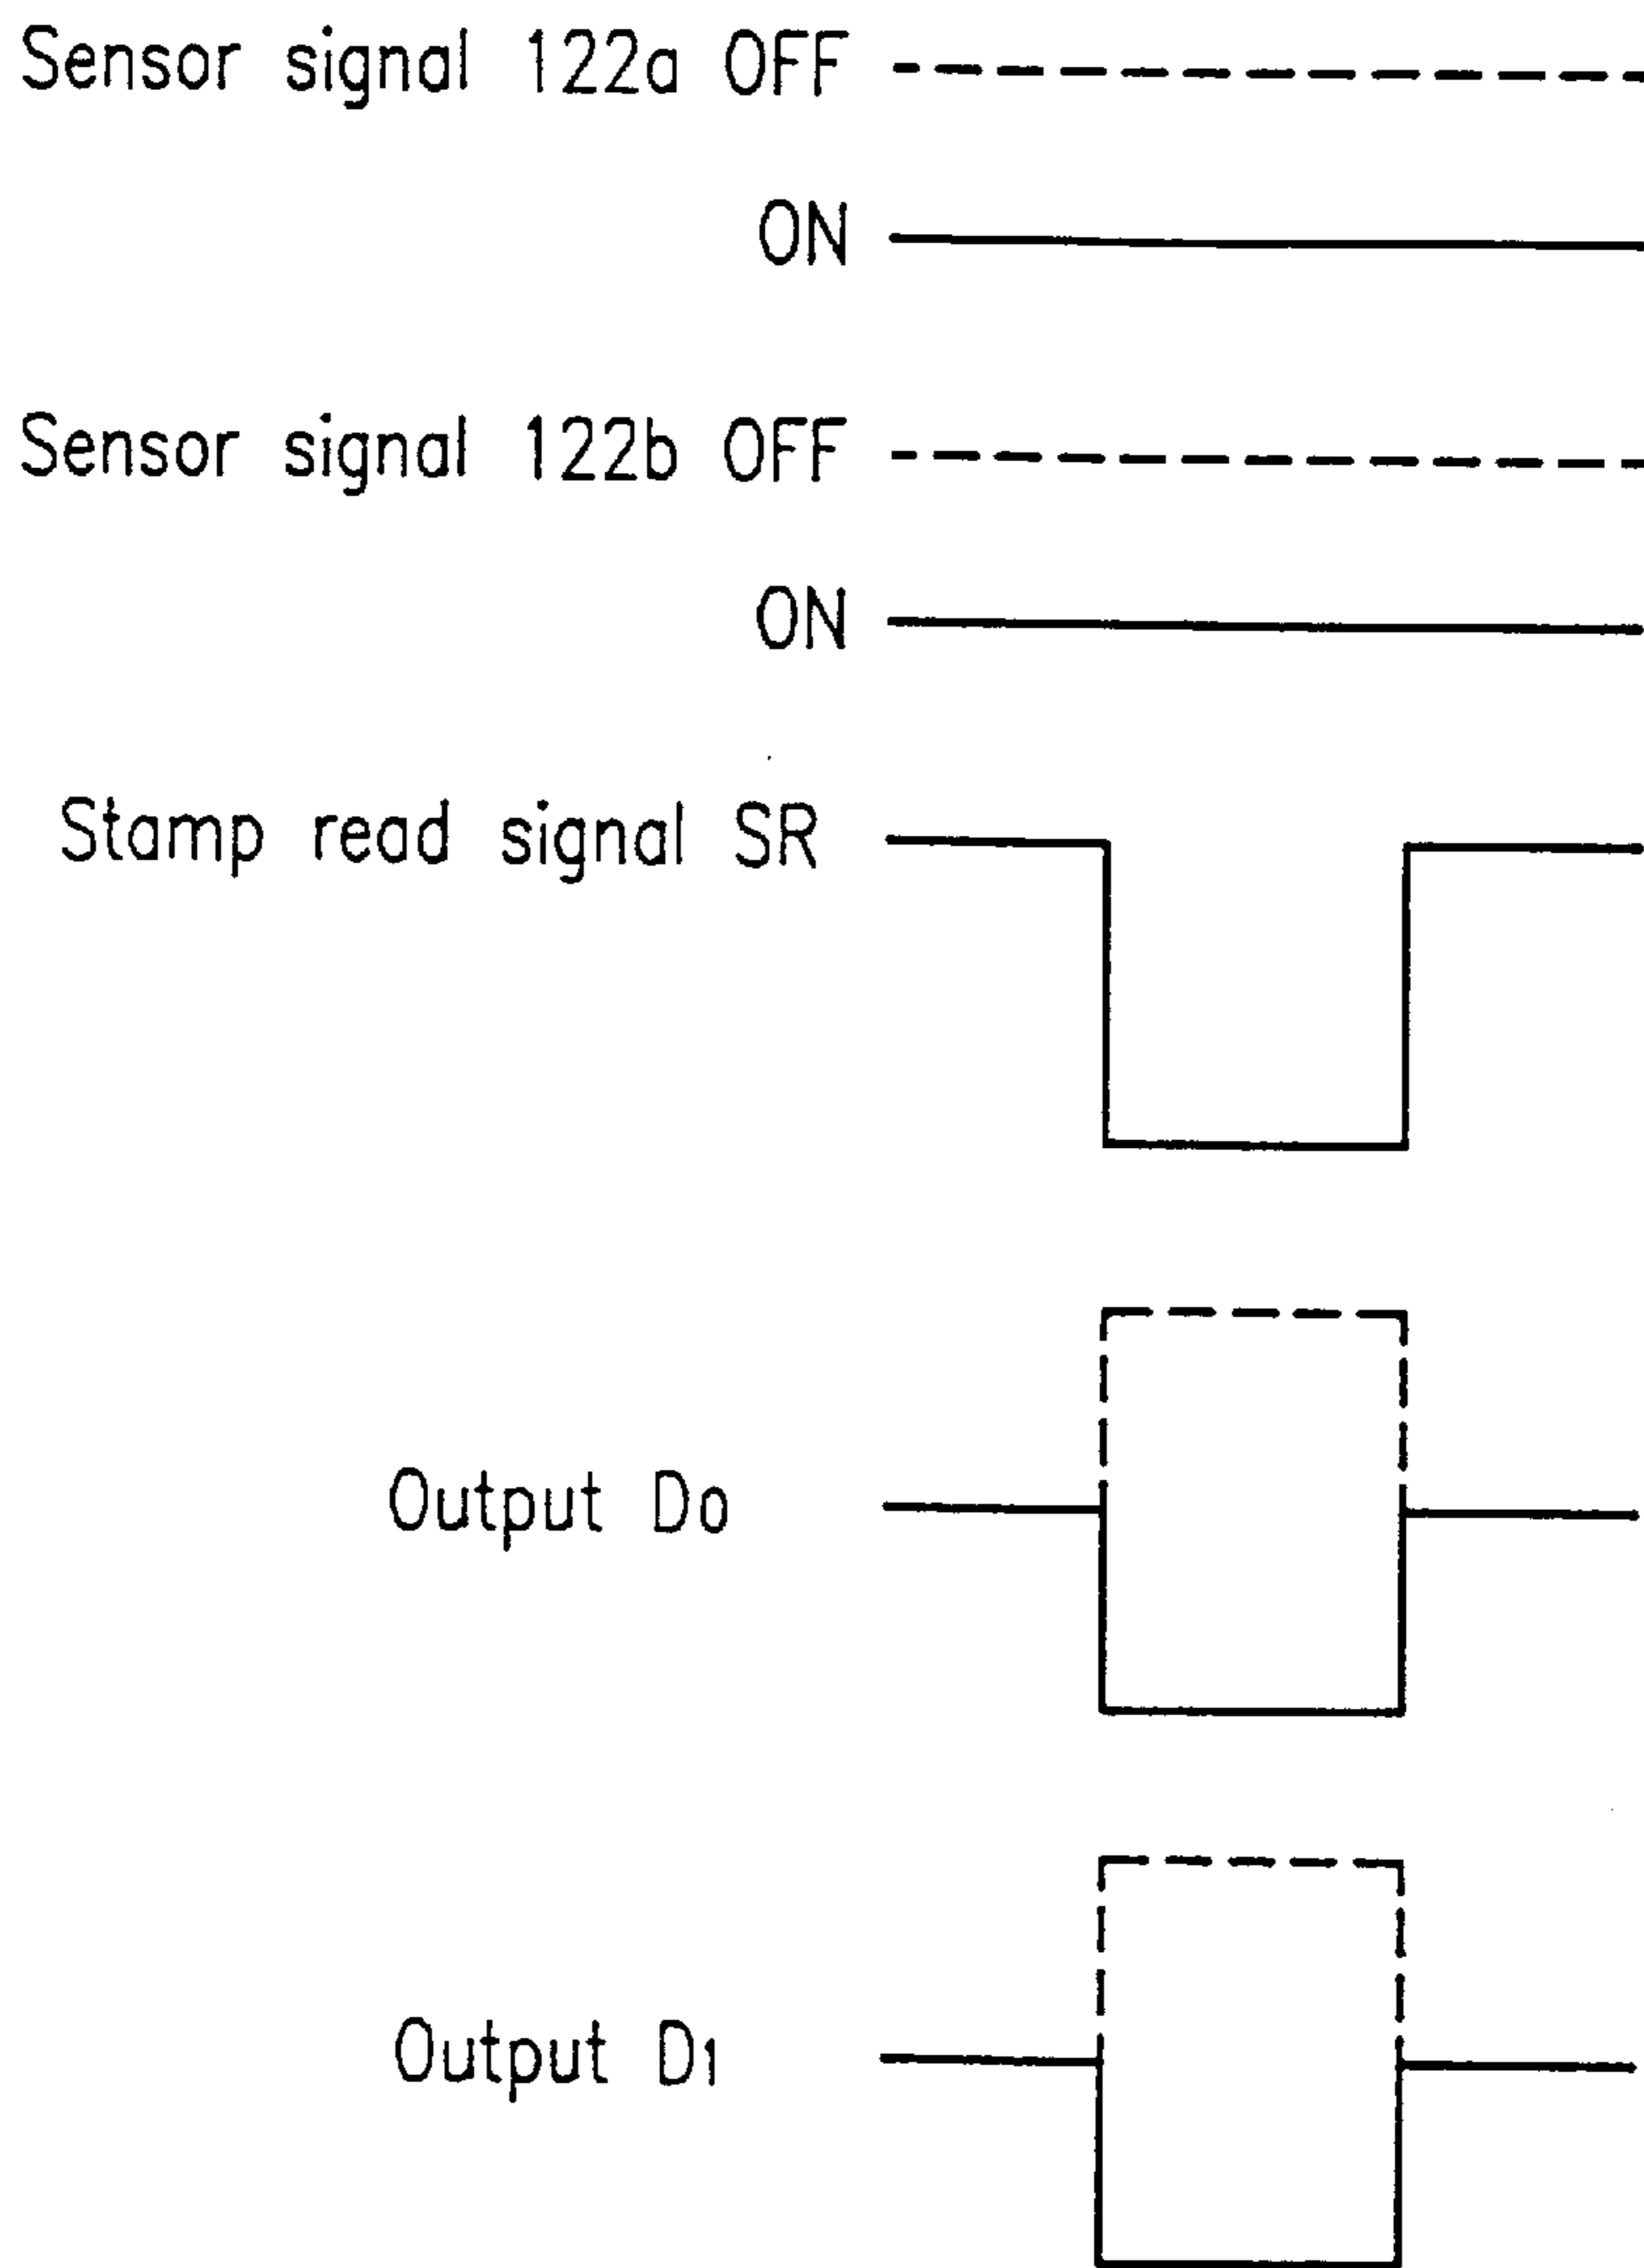 Sensor signal 122a OFF
ON
Sensor signal 122b OFF
ON
Stamp read signal SR
Output D0
Output D1